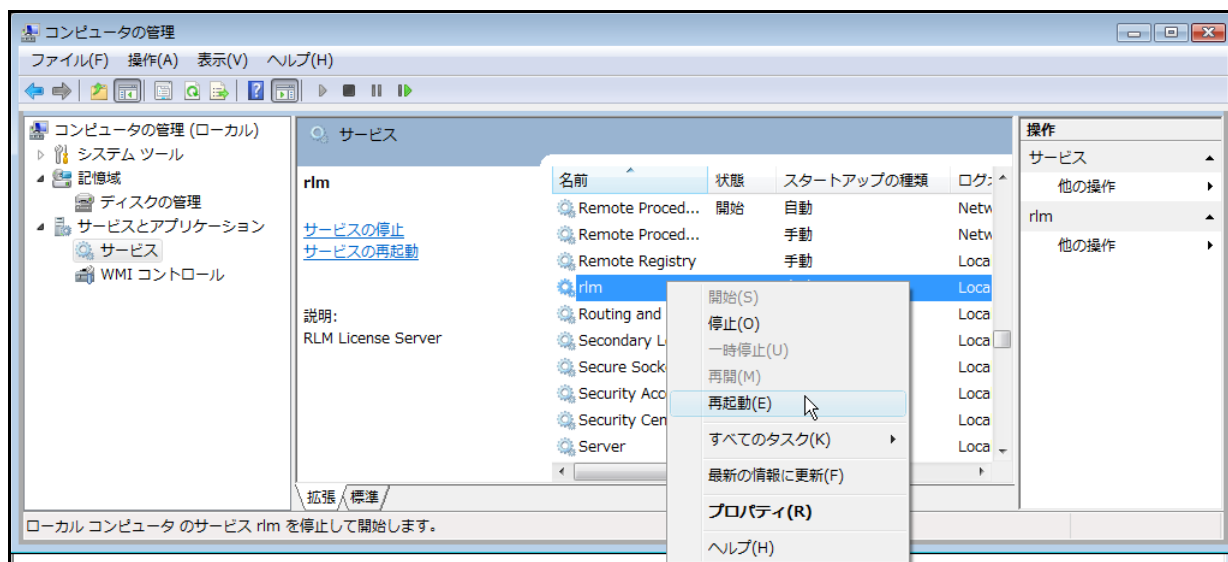 コンピュータの管理
ファイル(F) 操作(A) 表示(V) ヘルプ(H)
コンピュータの管理 (ローカル)
システム ツール
記憶域
ディスクの管理
サービスとアプリケーション
サービス
WMI コントロール
サービス
rlm
サービスの停止
サービスの再起動
説明:
RLM License Server
名前 状態 スタートアップの種類 ログ
Remote Proced... 開始 自動 Netw
Remote Proced... 手動 Netw
Remote Registry 手動 Loca
rlm Loca
Routing and Loca
Secondary L Loca
Secure Sock Loca
Security Acc Loca
Security Cen Loca
Server Loca
開始(S)
停止(O)
一時停止(U)
再開(M)
再起動(E)
すべてのタスク(K)
最新の情報に更新(F)
プロパティ(R)
ヘルプ(H)
拡張 標準
操作
サービス
他の操作
rlm
他の操作
ローカル コンピュータ のサービス rlm を停止して開始します。